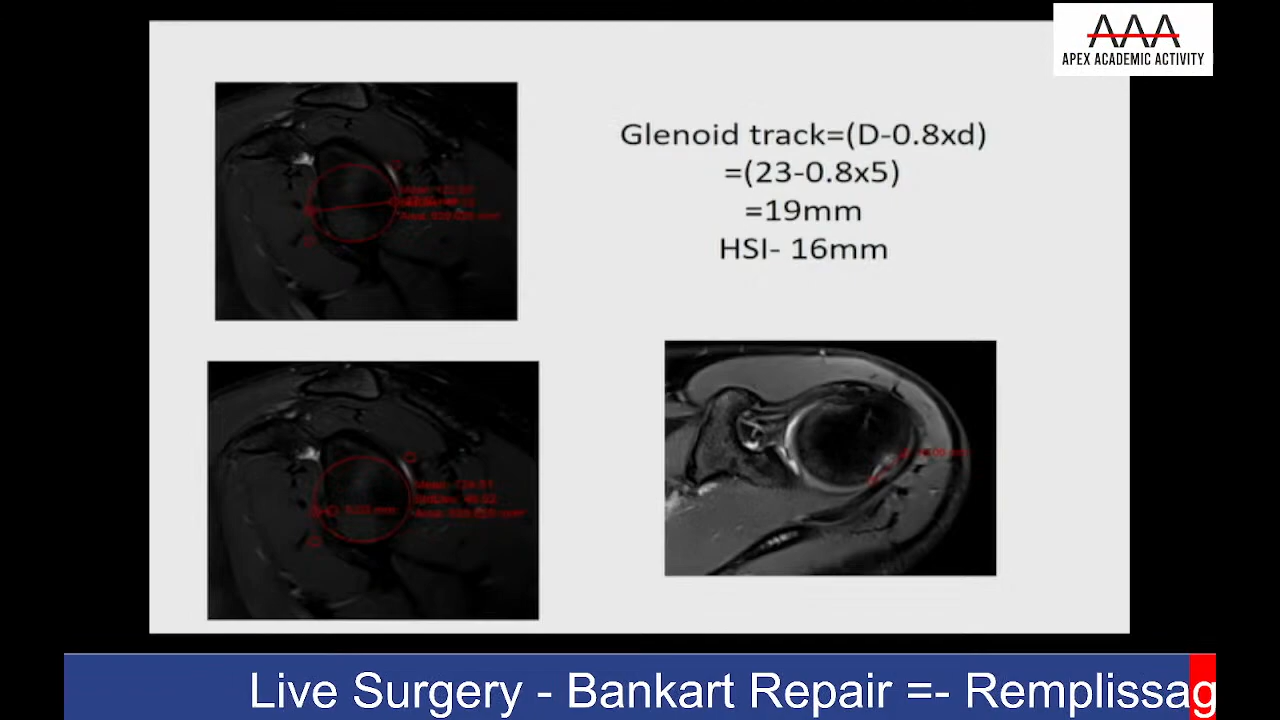 AAA
APEX ACADEMIC ACTIVITY
Glenoid track=(D-0.8xd)
=(23-0.8x5)
=19mm
HSI- 16mm
Live Surgery - Bankart Repair =- Remplissag